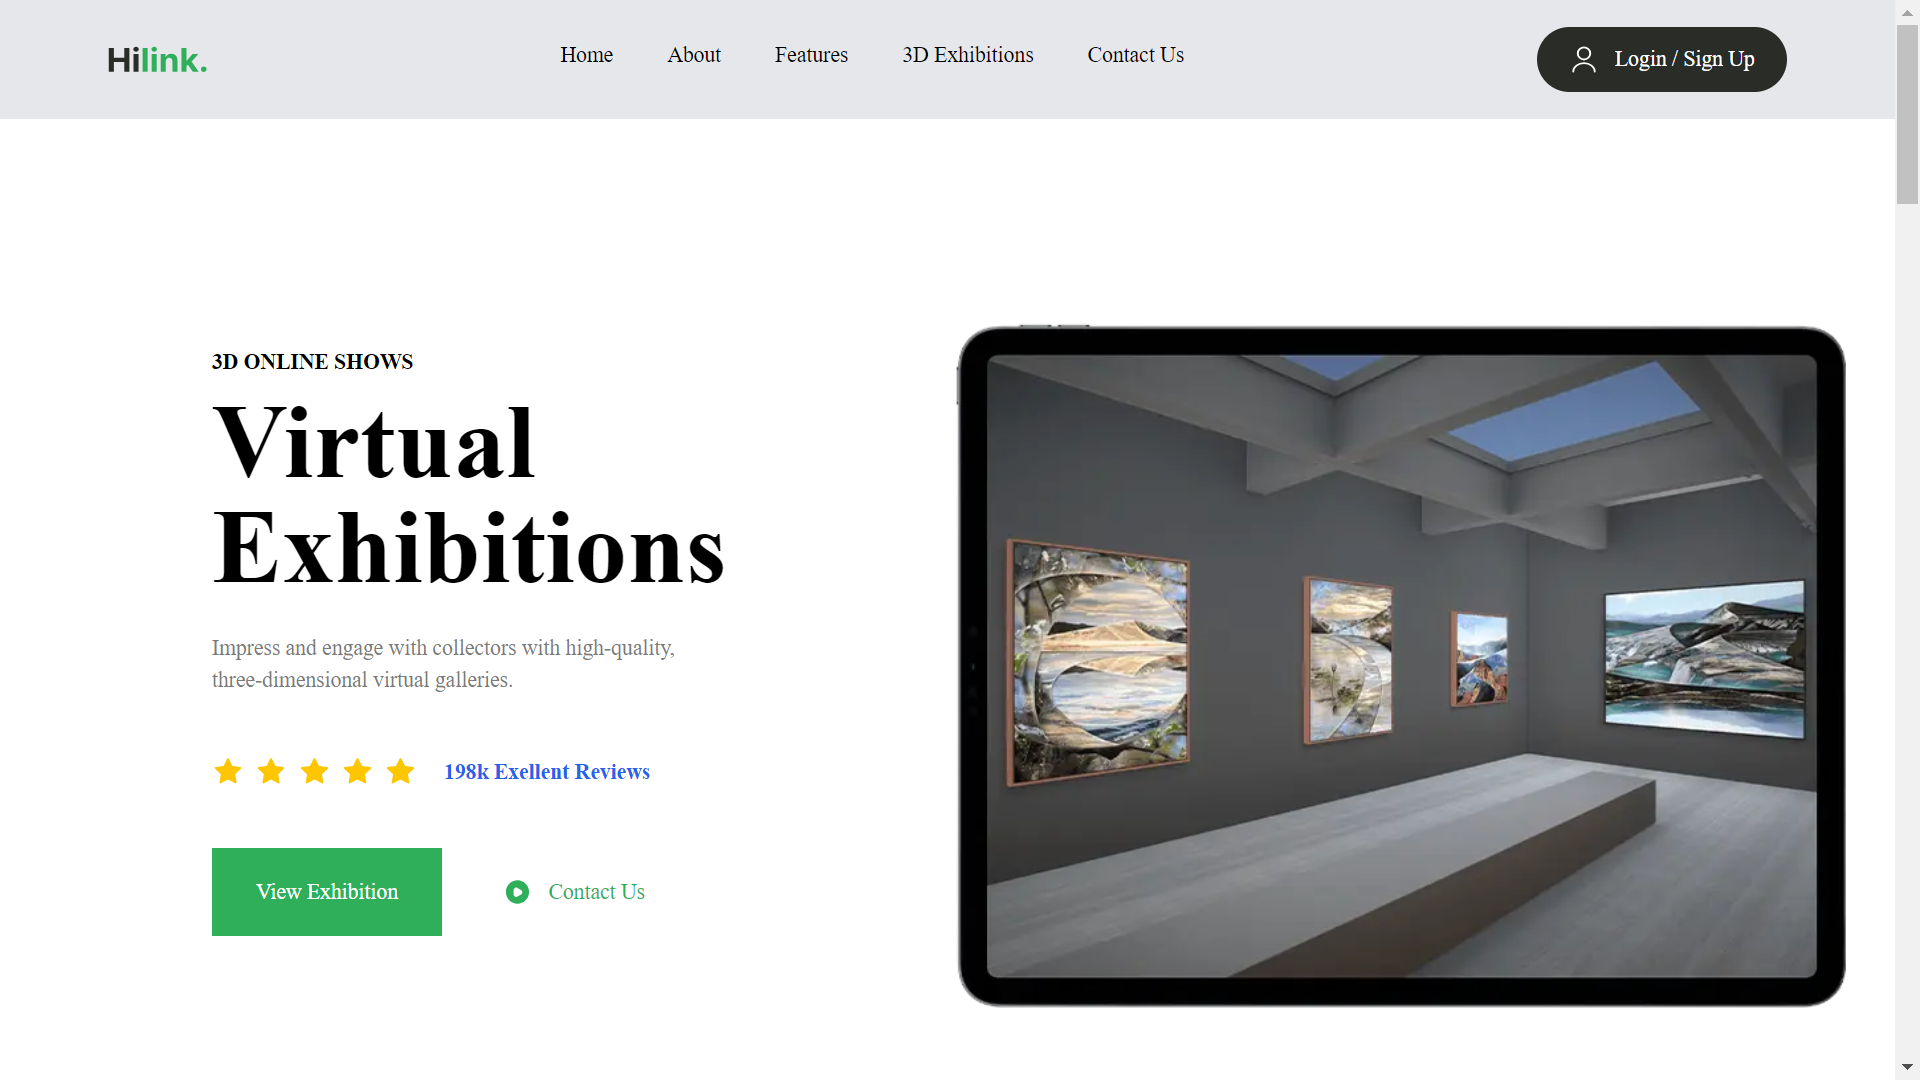 Hilink.
Home
About
Features
3D Exhibitions
Contact Us
Login / Sign Up
3D ONLINE SHOWS
Virtual
Exhibitions
Impress and engage with collectors with high-quality,
three-dimensional virtual galleries.
198k Exellent Reviews
View Exhibition
Contact Us